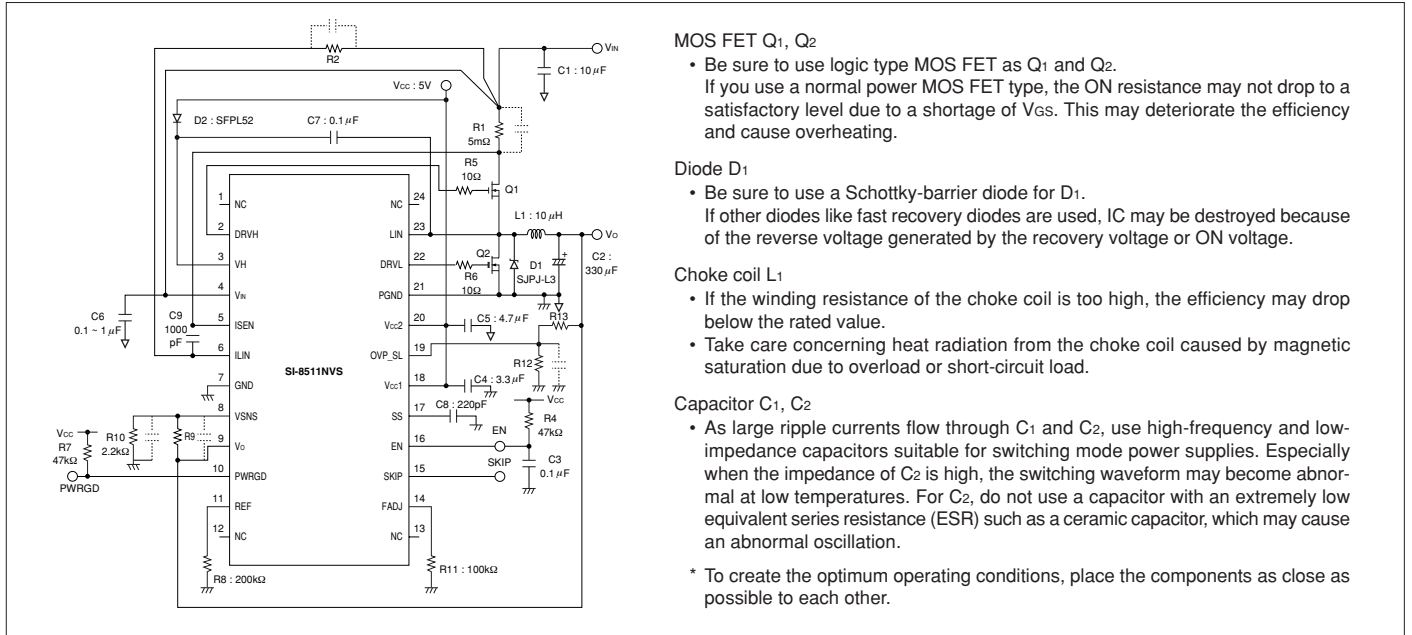 R2
VIN
C1 : 10 μF
Vcc : 5V
D2 : SFPL52
C7 : 0.1 μF
R1
5mΩ
R5
10Ω
Q1
1
NC
24
NC
2
DRVH
23
LIN
L1 : 10 μH
Vo
3
VH
22
DRVL
Q2
R6
10Ω
D1
SJPJ-L3
+
C2 :
330 μF
4
VIN
21
PGND
C6
0.1 ~ 1 μF
C9
1000
pF
5
ISEN
20
Vcc2
C5 : 4.7 μF
R13
6
ILIN
19
OVP_SL
R12
SI-8511NVS
7
GND
18
Vcc1
C4 : 3.3 μF
8
VSNS
17
SS
C8 : 220pF
Vcc
R4
47kΩ
Vcc
R7
47kΩ
R10
2.2kΩ
R9
9
Vo
16
EN
EN
C3
0.1 μF
PWRGD
10
PWRGD
15
SKIP
SKIP
11
REF
14
FADJ
12
NC
13
NC
R8 : 200kΩ
R11 : 100kΩ
MOS FET Q1, Q2
• Be sure to use logic type MOS FET as Q1 and Q2.
If you use a normal power MOS FET type, the ON resistance may not drop to a
satisfactory level due to a shortage of VGS. This may deteriorate the efficiency
and cause overheating.
Diode D1
• Be sure to use a Schottky-barrier diode for D1.
If other diodes like fast recovery diodes are used, IC may be destroyed because
of the reverse voltage generated by the recovery voltage or ON voltage.
Choke coil L1
• If the winding resistance of the choke coil is too high, the efficiency may drop
below the rated value.
• Take care concerning heat radiation from the choke coil caused by magnetic
saturation due to overload or short-circuit load.
Capacitor C1, C2
• As large ripple currents flow through C1 and C2, use high-frequency and low-
impedance capacitors suitable for switching mode power supplies. Especially
when the impedance of C2 is high, the switching waveform may become abnor-
mal at low temperatures. For C2, do not use a capacitor with an extremely low
equivalent series resistance (ESR) such as a ceramic capacitor, which may cause
an abnormal oscillation.
* To create the optimum operating conditions, place the components as close as
possible to each other.